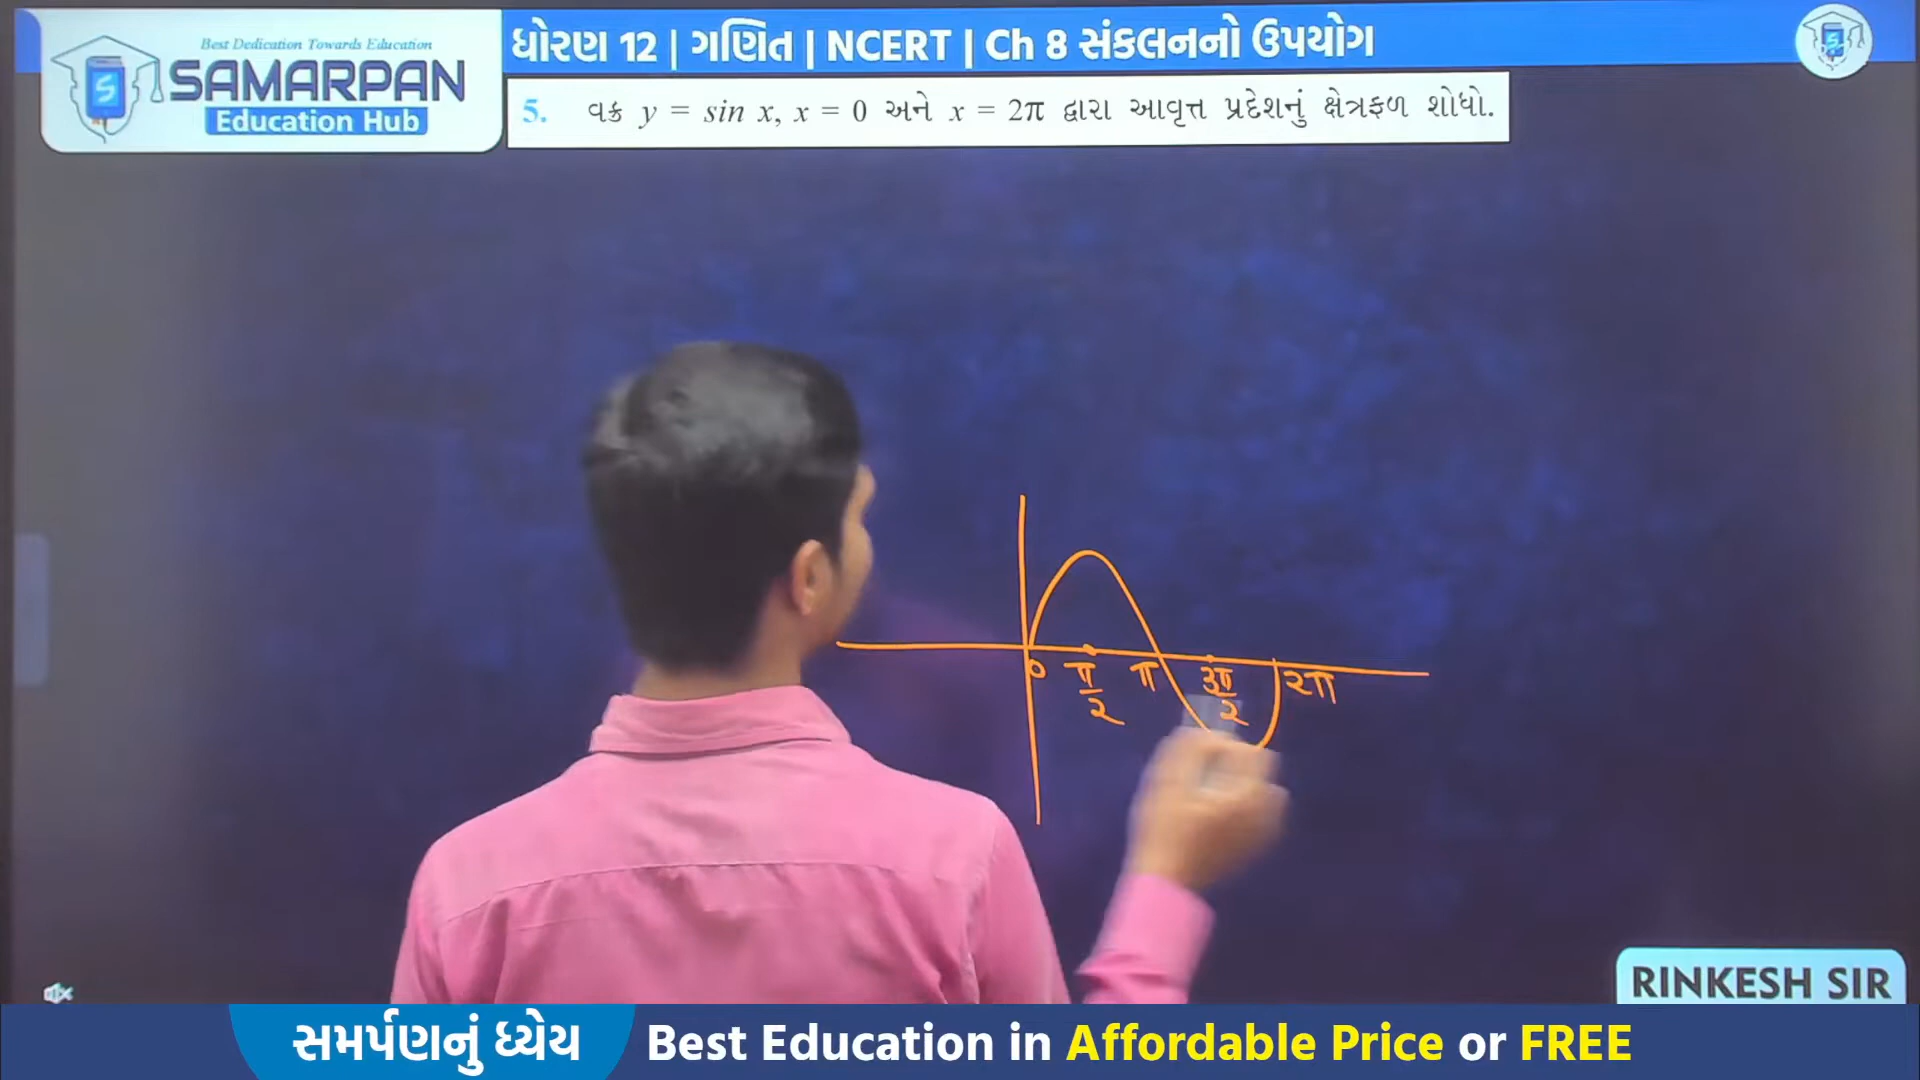 Best Dedication Towards Education
SAMARPAN
Education Hub
ધોરણ 12 | ગણિત | NCERT | Ch 8 સંકલનનો ઉપયોગ
5. વક્ર y = sin x, x = 0 અને x = 2π દ્વારા આવૃત્ત પ્રદેશનું ક્ષેત્રફળ શોધો.
0 π/2 π 3π/2 2π
RINKESH SIR
સમર્પણનું ધ્યેય Best Education in Affordable Price or FREE